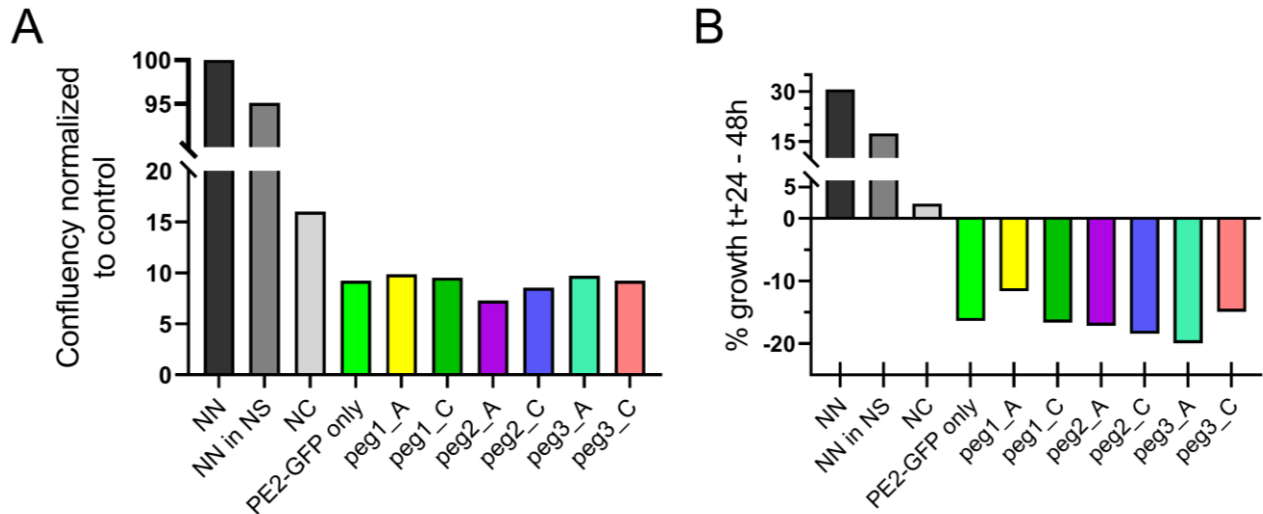 A
Confluency normalized
to control
100
95
20
15
10
5
0
NN
NN in NS
NC
PE2-GFP only
peg1_A
peg1_C
peg2_A
peg2_C
peg3_A
peg3_C
B
% growth t+24 - 48h
30
15
5
0
-10
-20
NN
NN in NS
NC
PE2-GFP only
peg1_A
peg1_C
peg2_A
peg2_C
peg3_A
peg3_C